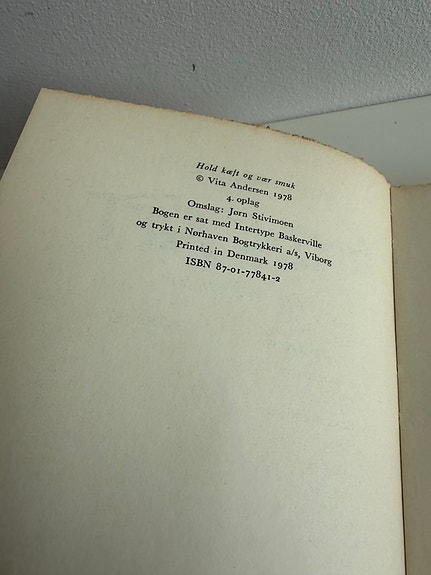 Hold kæft og vær smuk
© Vita Andersen 1978
4. oplag
Omslag: Jørn Stivimoen
Bogen er sat med Intertype Baskerville
og trykt i Nørhaven Bogtrykkeri a/s, Viborg
Printed in Denmark 1978
ISBN 87-01-77841-2